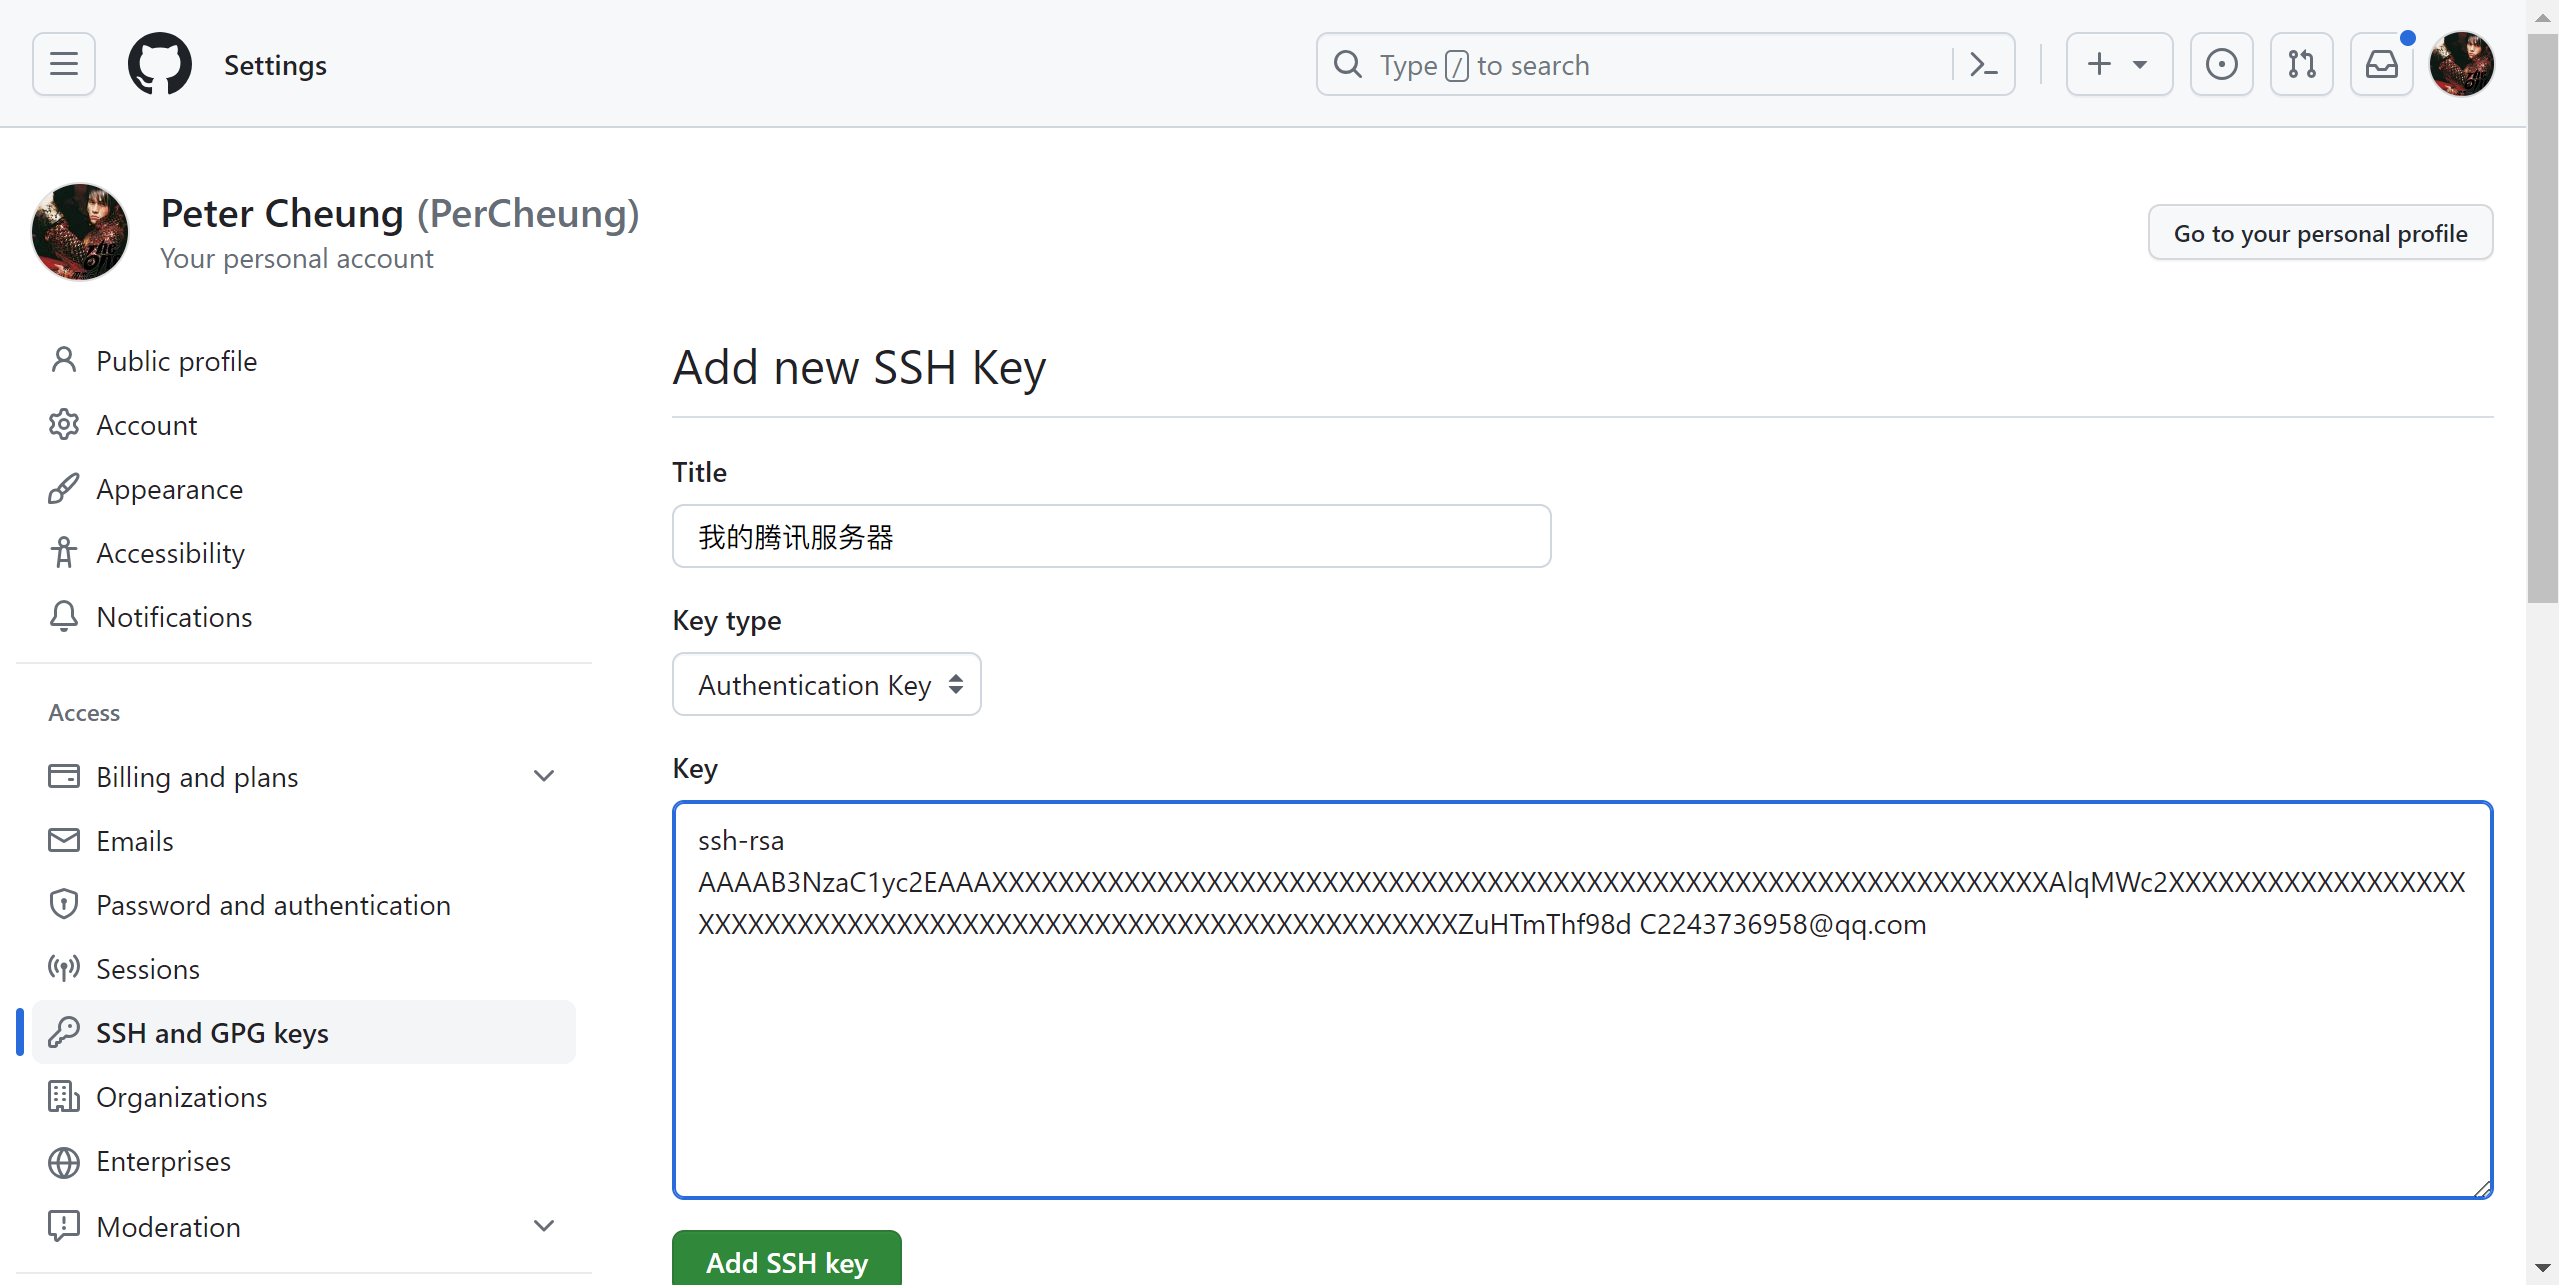 Settings
Type / to search
Peter Cheung (PerCheung)
Your personal account
Go to your personal profile
Public profile
Account
Appearance
Accessibility
Notifications
Access
Billing and plans
Emails
Password and authentication
Sessions
SSH and GPG keys
Organizations
Enterprises
Moderation
Add new SSH Key
Title
我的腾讯服务器
Key type
Authentication Key
Key
ssh-rsa
AAAAB3NzaC1yc2EAAAXXXXXXXXXXXXXXXXXXXXXXXXXXXXXXXXXXXXXXXXXXXXXXXXXXXXXXXXXXXXXXXXAlqMWc2XXXXXXXXXXXXXXXXXX
XXXXXXXXXXXXXXXXXXXXXXXXXXXXXXXXXXXXXXXXXXXXXXZuHTmThf98d C2243736958@qq.com
Add SSH key